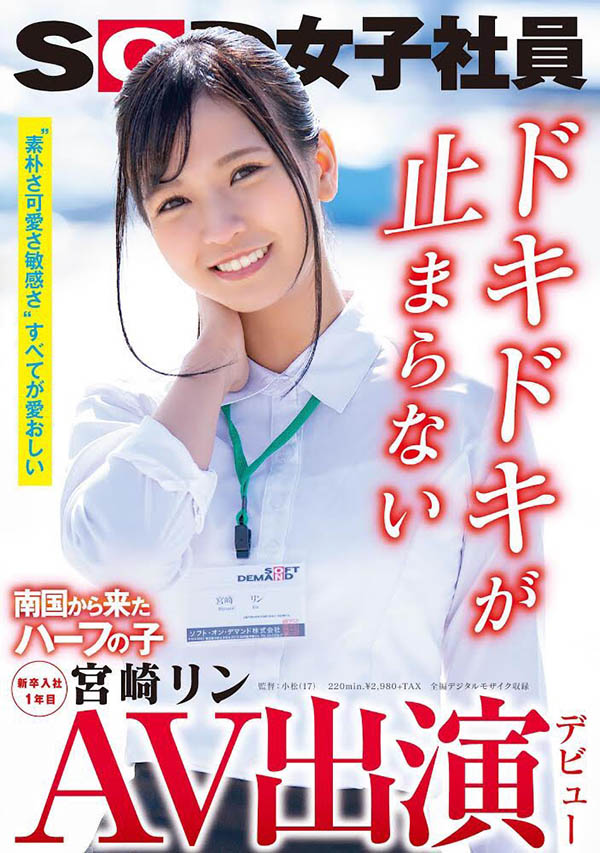 SOD女子社員
"素朴さ可愛さ敏感さ"すべてが愛おしい
ドキドキが
止まらない
SOFT
DEMAND
宮崎 リン
ソフト・オン・デマンド株式会社
南国から来た
ハーフの子
新卒入社
1年目
宮崎リン
監督:小松(17) 220min.¥2,980+TAX 全編デジタルモザイク収録
AV出演
デビュー